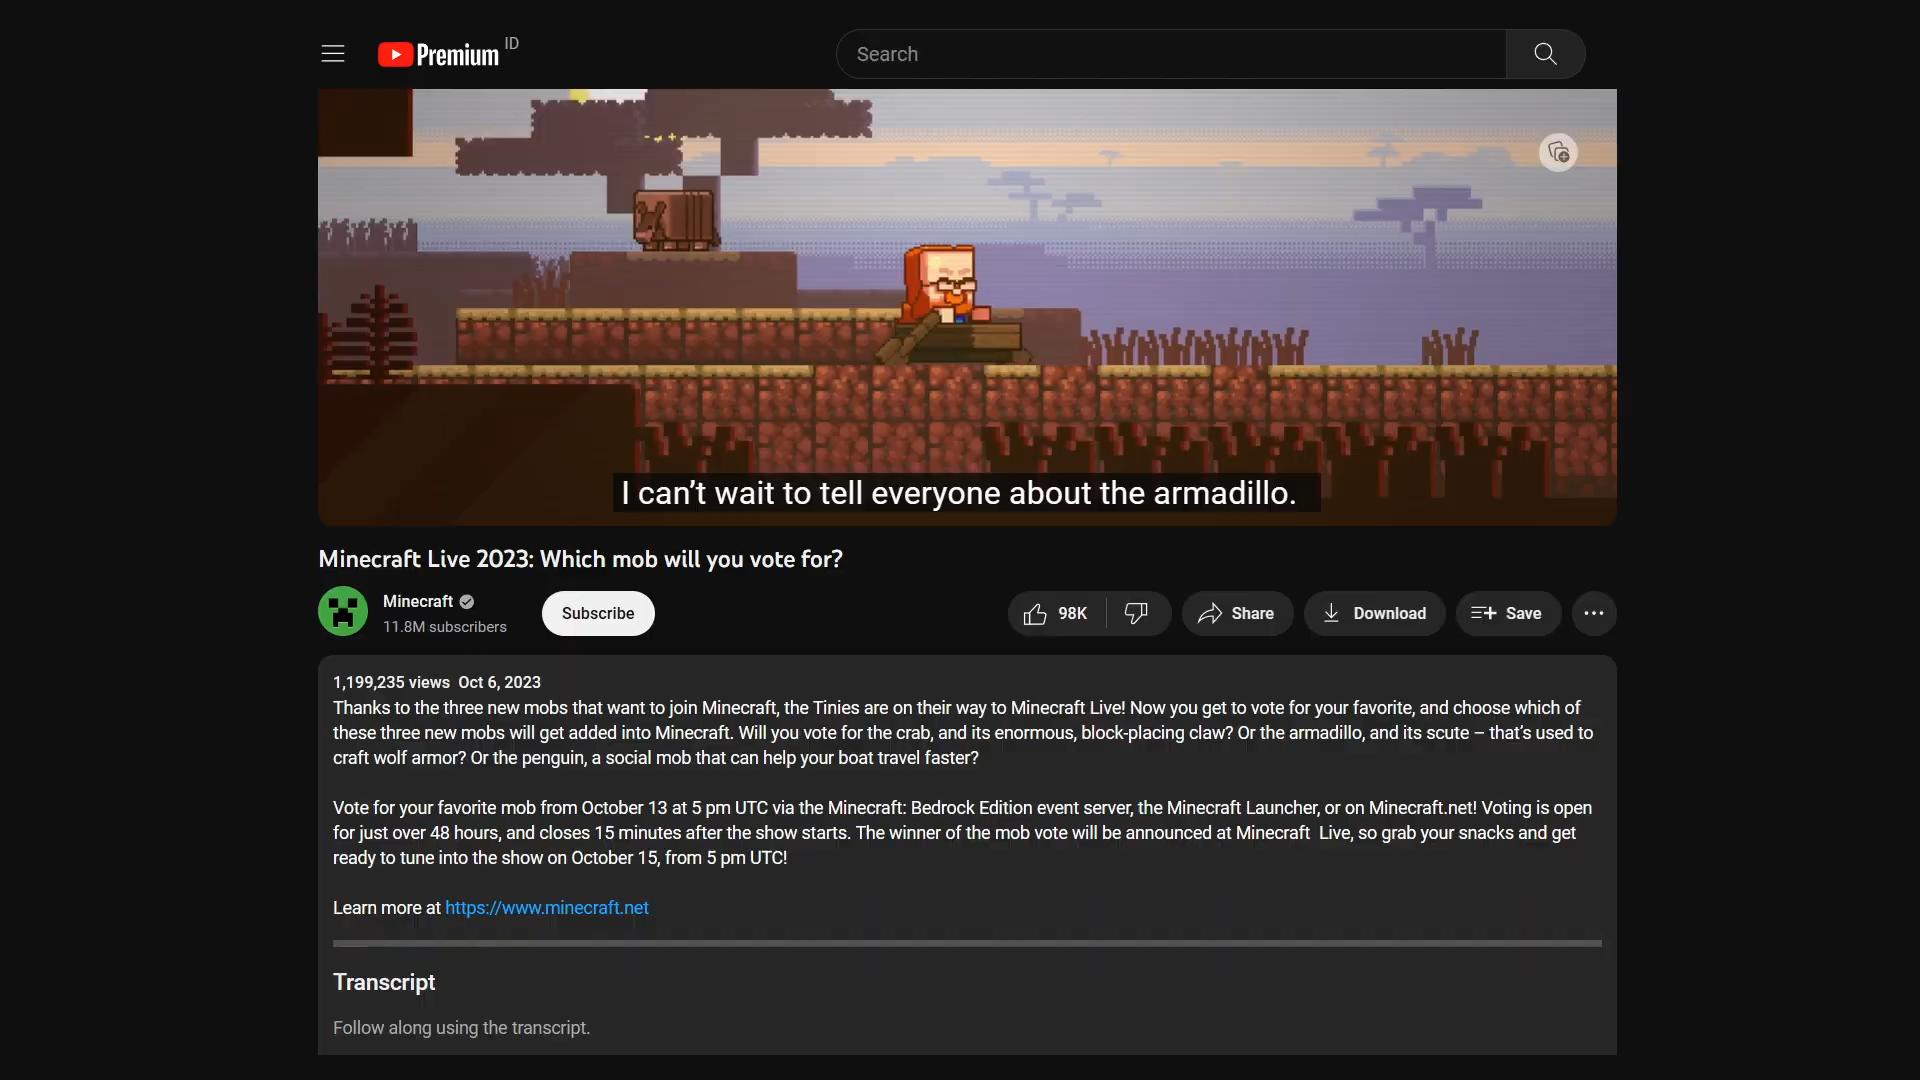 Premium ID
Search
I can’t wait to tell everyone about the armadillo.
Minecraft Live 2023: Which mob will you vote for?
Minecraft
11.8M subscribers
Subscribe
98K
Share
Download
Save
1,199,235 views Oct 6, 2023
Thanks to the three new mobs that want to join Minecraft, the Tinies are on their way to Minecraft Live! Now you get to vote for your favorite, and choose which of
these three new mobs will get added into Minecraft. Will you vote for the crab, and its enormous, block-placing claw? Or the armadillo, and its scute – that’s used to
craft wolf armor? Or the penguin, a social mob that can help your boat travel faster?
Vote for your favorite mob from October 13 at 5 pm UTC via the Minecraft: Bedrock Edition event server, the Minecraft Launcher, or on Minecraft.net! Voting is open
for just over 48 hours, and closes 15 minutes after the show starts. The winner of the mob vote will be announced at Minecraft Live, so grab your snacks and get
ready to tune into the show on October 15, from 5 pm UTC!
Learn more at https://www.minecraft.net
Transcript
Follow along using the transcript.